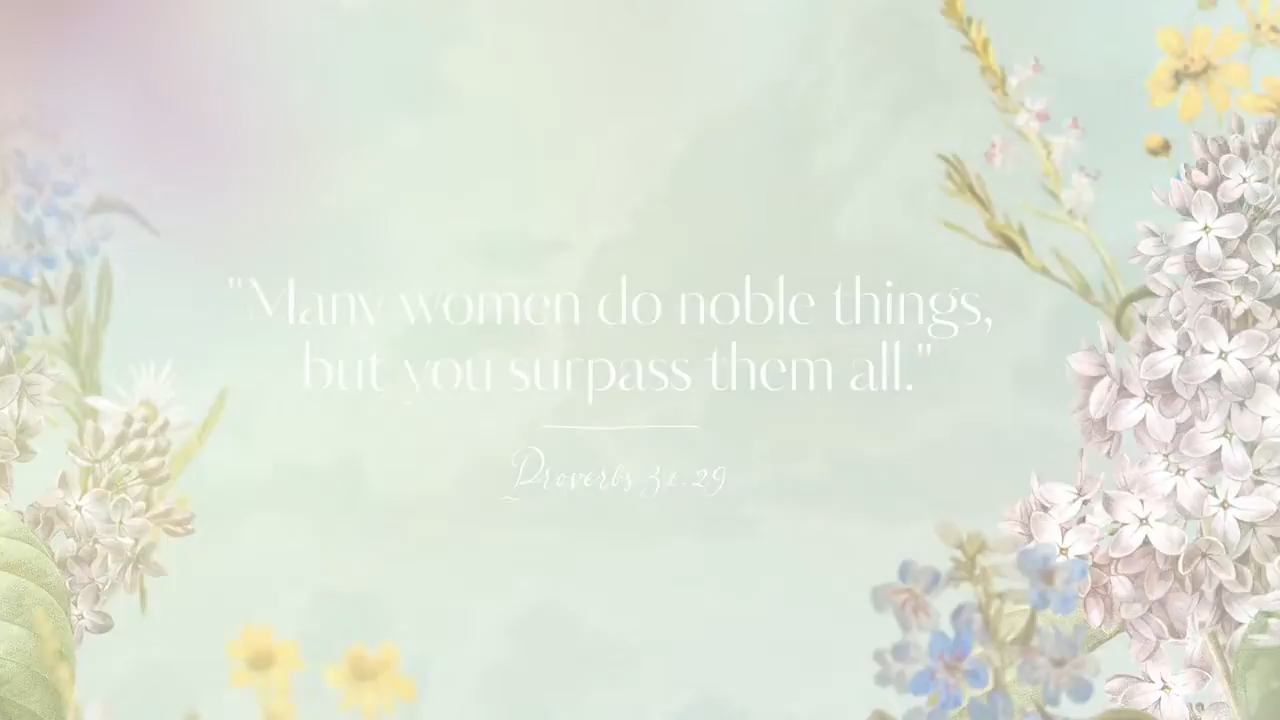 "Many women do noble things,
but you surpass them all."
Proverbs 31:29